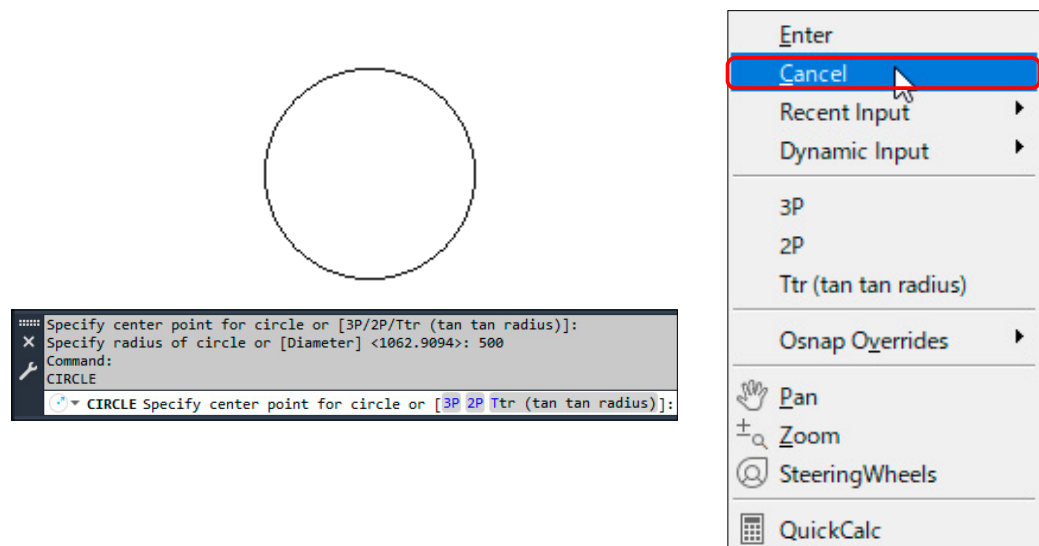 Specify center point for circle or [3P/2P/Ttr (tan tan radius)]:
Specify radius of circle or [Diameter] <1062.9094>: 500
Command:
CIRCLE
CIRCLE Specify center point for circle or [3P 2P Ttr (tan tan radius)]:
Enter
Cancel
Recent Input
Dynamic Input
3P
2P
Ttr (tan tan radius)
Osnap Overrides
Pan
Zoom
SteeringWheels
QuickCalc